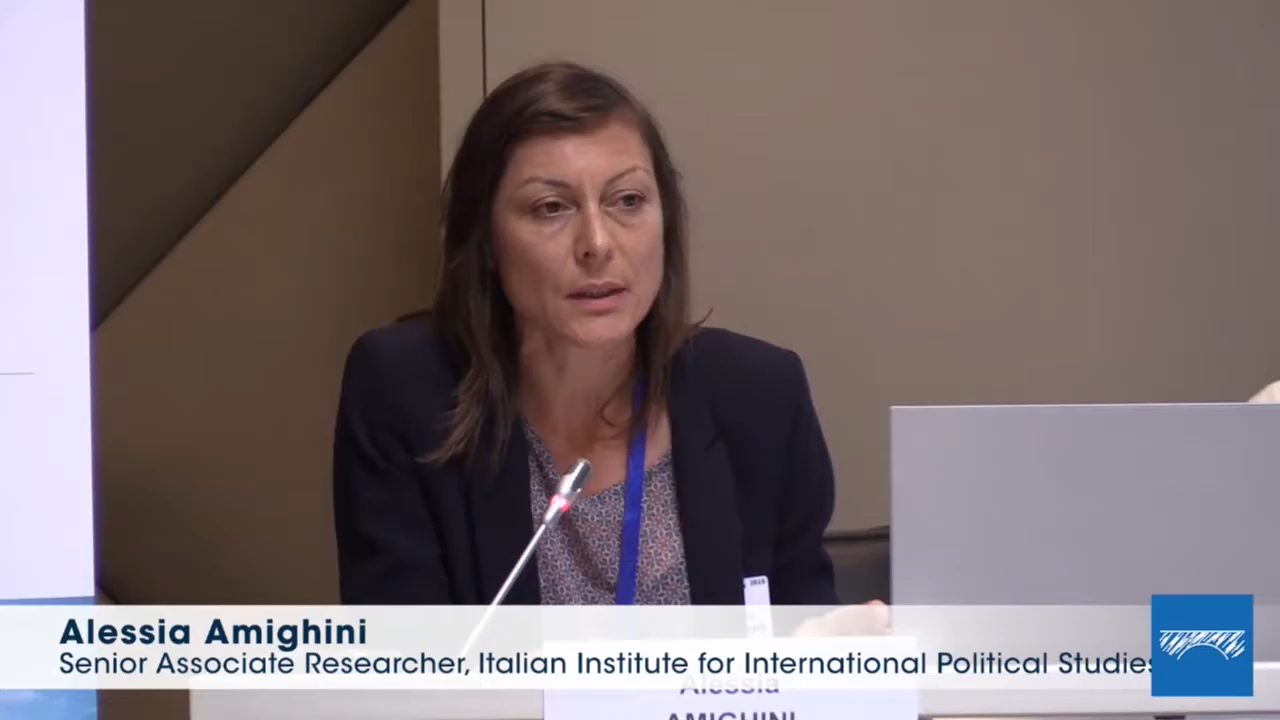 Alessia Amighini
Senior Associate Researcher, Italian Institute for International Political Studies
Alessia
AMIGHINI